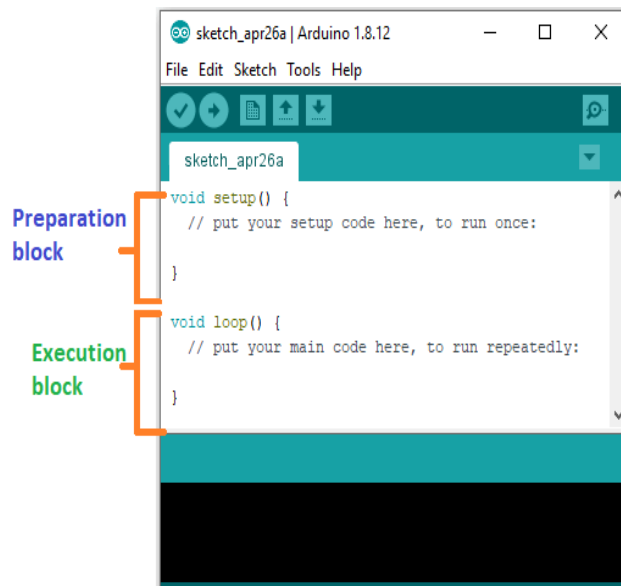 sketch_apr26a | Arduino 1.8.12
File Edit Sketch Tools Help
sketch_apr26a
void setup() {
// put your setup code here, to run once:
}
void loop() {
// put your main code here, to run repeatedly:
}
Preparation
block
Execution
block